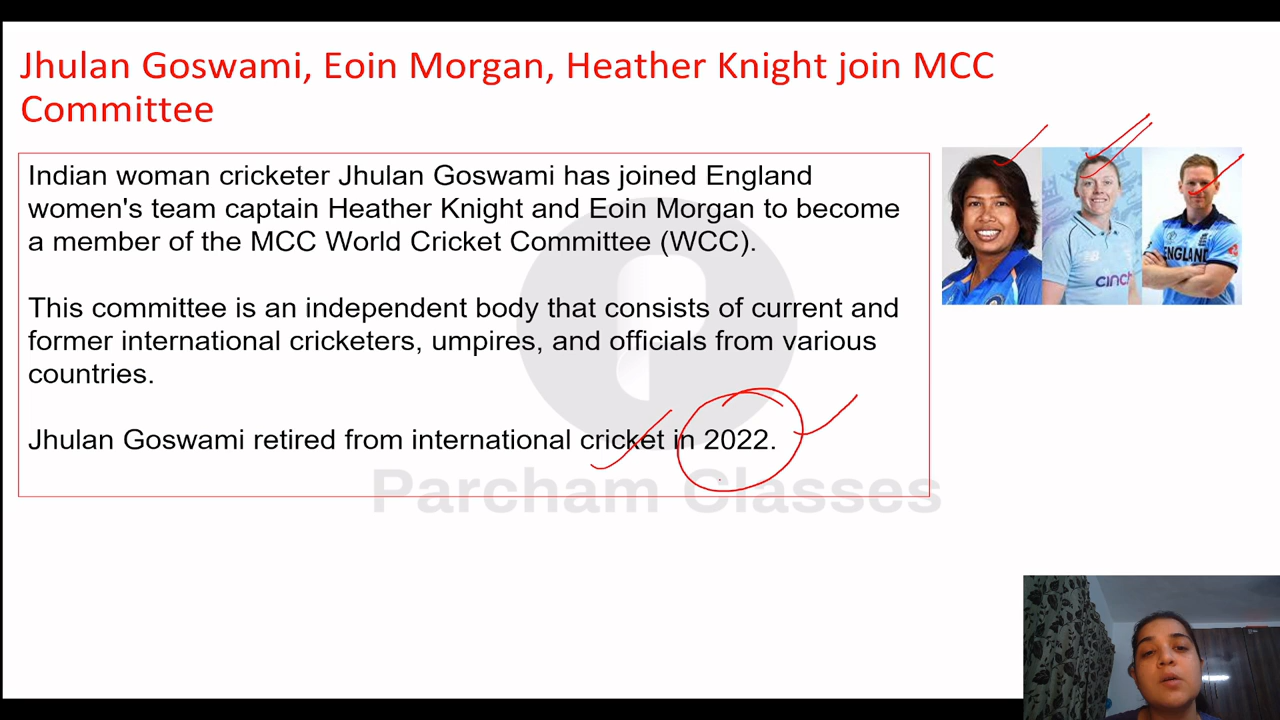 Jhulan Goswami, Eoin Morgan, Heather Knight join MCC
Committee
Indian woman cricketer Jhulan Goswami has joined England
women's team captain Heather Knight and Eoin Morgan to become
a member of the MCC World Cricket Committee (WCC).
This committee is an independent body that consists of current and
former international cricketers, umpires, and officials from various
countries.
Jhulan Goswami retired from international cricket in 2022.
Parcham Classes
cinch
ENGLAND